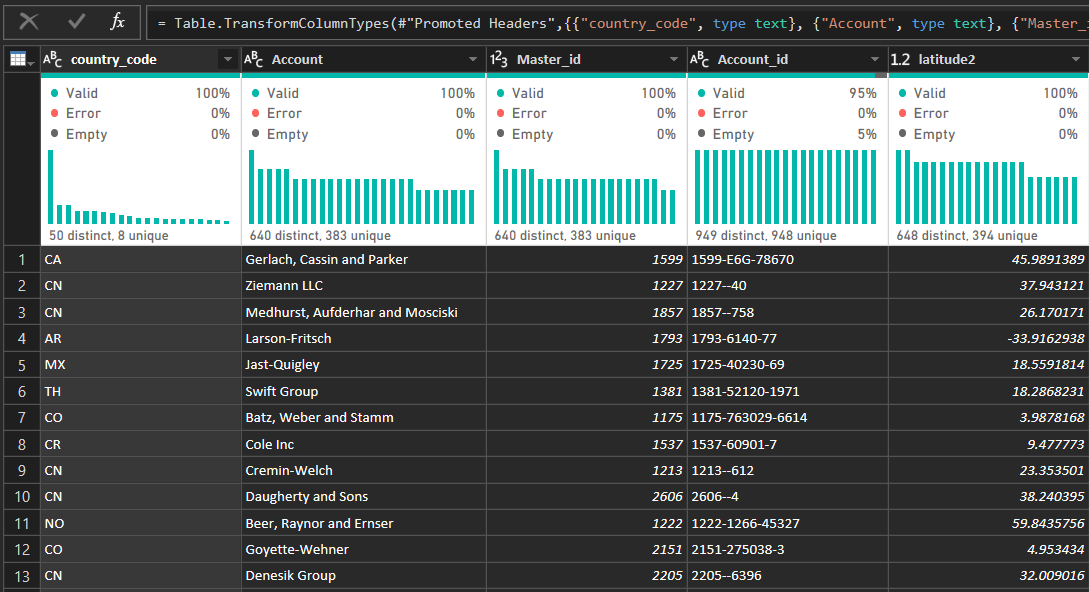 fx = Table.TransformColumnTypes(#"Promoted Headers",{{"country_code", type text}, {"Account", type text}, {"Master_
ABC country_code ABC Account 123 Master_id ABC Account_id 1.2 latitude2
Valid 100% Valid 100% Valid 100% Valid 95% Valid 100%
Error 0% Error 0% Error 0% Error 0% Error 0%
Empty 0% Empty 0% Empty 0% Empty 5% Empty 0%
50 distinct, 8 unique 640 distinct, 383 unique 640 distinct, 383 unique 949 distinct, 948 unique 648 distinct, 394 unique
1 CA Gerlach, Cassin and Parker 1599 1599-E6G-78670 45.9891389
2 CN Ziemann LLC 1227 1227--40 37.943121
3 CN Medhurst, Aufderhar and Mosciski 1857 1857--758 26.170171
4 AR Larson-Fritsch 1793 1793-6140-77 -33.9162938
5 MX Jast-Quigley 1725 1725-40230-69 18.5591814
6 TH Swift Group 1381 1381-52120-1971 18.2868231
7 CO Batz, Weber and Stamm 1175 1175-763029-6614 3.9878168
8 CR Cole Inc 1537 1537-60901-7 9.477773
9 CN Cremin-Welch 1213 1213--612 23.353501
10 CN Daugherty and Sons 2606 2606--4 38.240395
11 NO Beer, Raynor and Ernser 1222 1222-1266-45327 59.8435756
12 CO Goyette-Wehner 2151 2151-275038-3 4.953434
13 CN Denesik Group 2205 2205--6396 32.009016